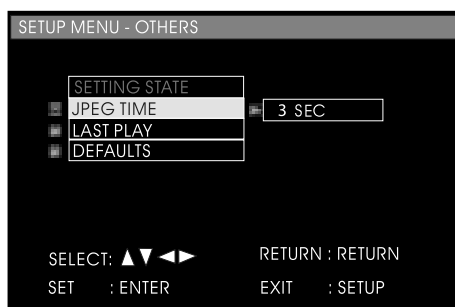 SETUP MENU - OTHERS
SETTING STATE
JPEG TIME
3 SEC
LAST PLAY
DEFAULTS
SELECT: ▲▼◄► RETURN : RETURN
SET : ENTER EXIT : SETUP